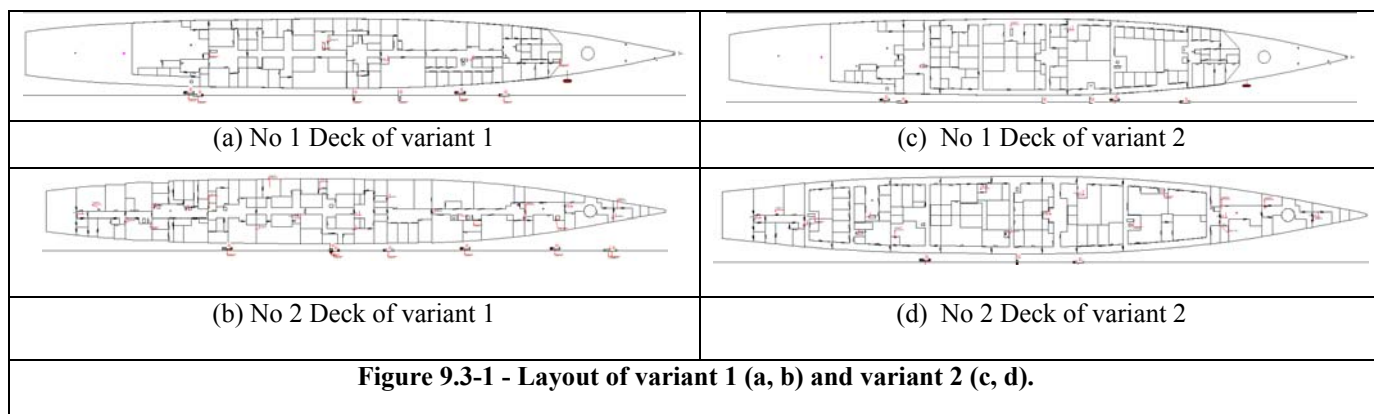 (a) No 1 Deck of variant 1
(c) No 1 Deck of variant 2
(b) No 2 Deck of variant 1
(d) No 2 Deck of variant 2
Figure 9.3-1 - Layout of variant 1 (a, b) and variant 2 (c, d).